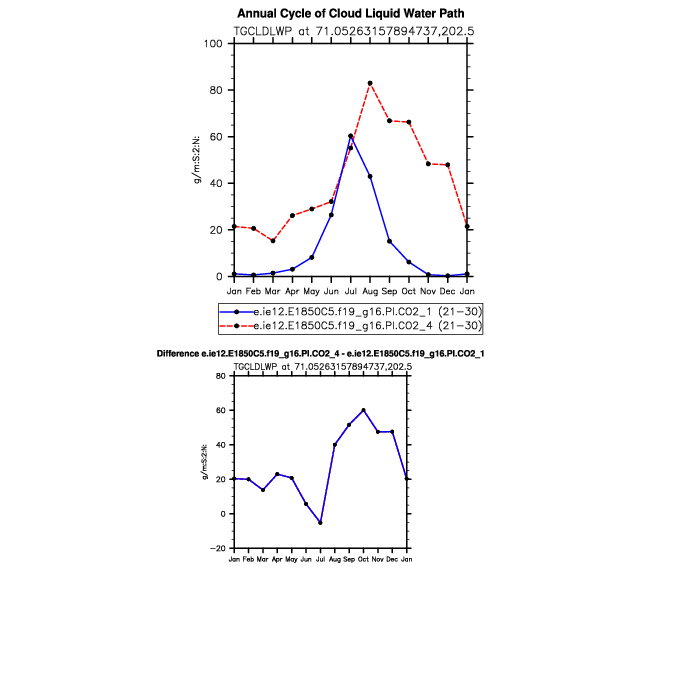 Annual Cycle of Cloud Liquid Water Path
TGCLDLWP at 71.05263157894737,202.5
100
80
60
40
20
0
g/m:S:2:N:
Jan Feb Mar Apr May Jun Jul Aug Sep Oct Nov Dec Jan
e.ie12.E1850C5.f19_g16.PI.CO2_1 (21-30)
e.ie12.E1850C5.f19_g16.PI.CO2_4 (21-30)
Difference e.ie12.E1850C5.f19_g16.PI.CO2_4 - e.ie12.E1850C5.f19_g16.PI.CO2_1
TGCLDLWP at 71.05263157894737,202.5
80
60
40
20
0
-20
g/m:S:2:N:
Jan Feb Mar Apr May Jun Jul Aug Sep Oct Nov Dec Jan